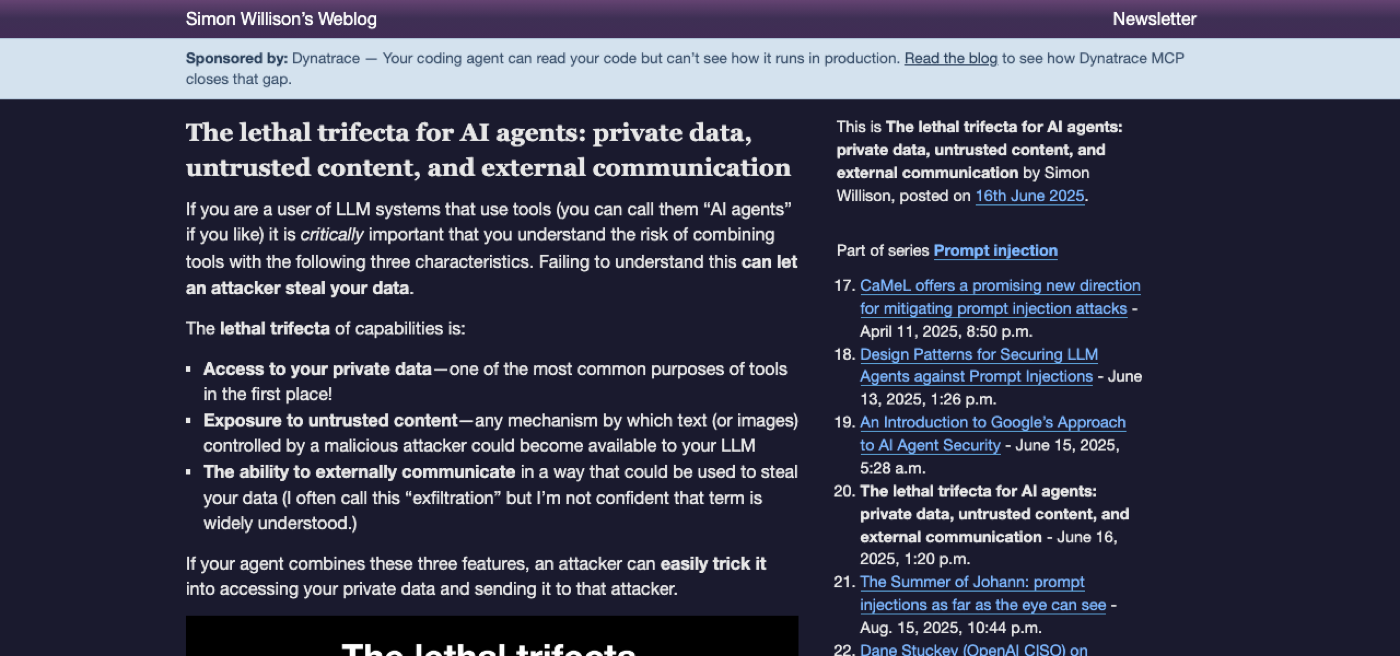 Simon Willison’s Weblog
Newsletter
Sponsored by: Dynatrace — Your coding agent can read your code but can’t see how it runs in production. Read the blog to see how Dynatrace MCP
closes that gap.
The lethal trifecta for AI agents: private data,
untrusted content, and external communication
If you are a user of LLM systems that use tools (you can call them “AI agents”
if you like) it is critically important that you understand the risk of combining
tools with the following three characteristics. Failing to understand this can let
an attacker steal your data.
The lethal trifecta of capabilities is:
▪ Access to your private data—one of the most common purposes of tools
in the first place!
▪ Exposure to untrusted content—any mechanism by which text (or images)
controlled by a malicious attacker could become available to your LLM
▪ The ability to externally communicate in a way that could be used to steal
your data (I often call this “exfiltration” but I’m not confident that term is
widely understood.)
If your agent combines these three features, an attacker can easily trick it
into accessing your private data and sending it to that attacker.
The lethal trifecta
This is The lethal trifecta for AI agents:
private data, untrusted content, and
external communication by Simon
Willison, posted on 16th June 2025.
Part of series Prompt injection
17. CaMeL offers a promising new direction
for mitigating prompt injection attacks -
April 11, 2025, 8:50 p.m.
18. Design Patterns for Securing LLM
Agents against Prompt Injections - June
13, 2025, 1:26 p.m.
19. An Introduction to Google’s Approach
to AI Agent Security - June 15, 2025,
5:28 a.m.
20. The lethal trifecta for AI agents:
private data, untrusted content, and
external communication - June 16,
2025, 1:20 p.m.
21. The Summer of Johann: prompt
injections as far as the eye can see -
Aug. 15, 2025, 10:44 p.m.
22. Dane Stuckey (OpenAI CISO) on